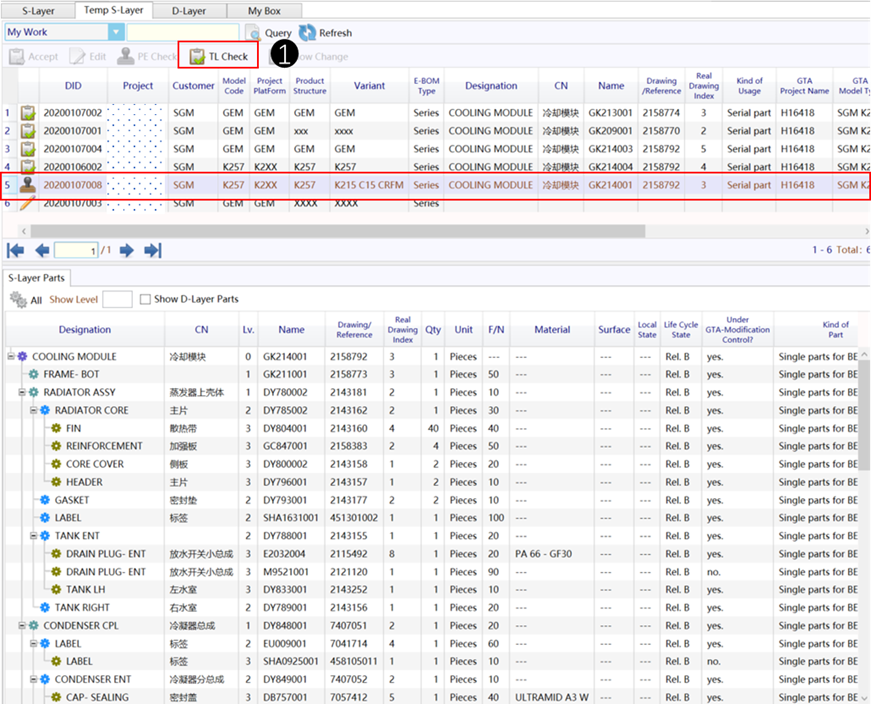 S-Layer Temp S-Layer D-Layer My Box
My Work Query Refresh
Accept Edit PE Check TL Check 1 ow Change
DID Project Customer Model Code Project PlatForm Product Structure Variant E-BOM Type Designation CN Name Drawing /Reference Real Drawing Index Kind of Usage GTA Project Name GTA Model Ty
1 20200107002 SGM GEM GEM GEM GEM Series COOLING MODULE 冷却模块 GK213001 2158774 3 Serial part H16418 SGM K2
2 20200107001 SGM GEM GEM xxx xxxx Series COOLING MODULE 冷却模块 GK209001 2158770 2 Serial part H16418 SGM K2
3 20200107004 SGM GEM GEM GEM GEM Series COOLING MODULE 冷却模块 GK214003 2158792 5 Serial part H16418 SGM K2
4 20200106002 SGM K257 K2XX K257 K257 Series COOLING MODULE 冷却模块 GK214004 2158792 4 Serial part H16418 SGM K2
5 20200107008 SGM K257 K2XX K257 K215 C15 CRFM Series COOLING MODULE 冷却模块 GK214001 2158792 3 Serial part H16418 SGM K2
6 20200107003 SGM GEM GEM XXXX XXXX Series
1 /1 1 - 6 Total: 6
S-Layer Parts
All Show Level Show D-Layer Parts
Designation CN Lv. Name Drawing/ Reference Real Drawing Index Qty Unit F/N Material Surface Local State Life Cycle State Under GTA-Modification Control? Kind of Part
COOLING MODULE 冷却模块 0 GK214001 2158792 3 1 Pieces --- --- --- --- Rel. B yes. Single parts for BE
FRAME- BOT 1 GK211001 2158773 3 1 Pieces 50 --- --- --- Rel. B yes. Single parts for BE
RADIATOR ASSY 蒸发器上壳体 1 DY780002 2143181 2 1 Pieces 10 --- --- --- Rel. B yes. Single parts for BE
RADIATOR CORE 主片 2 DY785002 2143162 2 1 Pieces 30 --- --- --- Rel. B yes. Single parts for BE
FIN 散热带 3 DY804001 2143160 4 40 Pieces 40 --- --- --- Rel. B yes. Single parts for BE
REINFORCEMENT 加强板 3 GC847001 2158383 2 4 Pieces 50 --- --- --- Rel. B yes. Single parts for BE
CORE COVER 侧板 3 DY800002 2143158 1 2 Pieces 20 --- --- --- Rel. B yes. Single parts for BE
HEADER 主片 3 DY796001 2143157 1 2 Pieces 10 --- --- --- Rel. B yes. Single parts for BE
GASKET 密封垫 2 DY793001 2143177 2 2 Pieces 10 --- --- --- Rel. B yes. Single parts for BE
LABEL 标签 2 SHA1631001 451301002 1 1 Pieces 100 --- --- --- Rel. B yes. Single parts for BE
TANK ENT 2 DY788001 2143155 1 1 Pieces 20 --- --- --- Rel. B yes. Single parts for BE
DRAIN PLUG- ENT 放水开关小总成 3 E2032004 2115492 8 1 Pieces 20 PA 66 - GF30 --- --- Rel. B yes. Single parts for BE
DRAIN PLUG- ENT 放水开关小总成 3 M9521001 2121120 1 1 Pieces 90 --- --- --- Rel. B no. Single parts for BE
TANK LH 左水室 3 DY833001 2143252 1 1 Pieces 10 --- --- --- Rel. B yes. Single parts for BE
TANK RIGHT 右水室 2 DY789001 2143156 1 1 Pieces 20 --- --- --- Rel. B yes. Single parts for BE
CONDENSER CPL 冷凝器总成 1 DY848001 7407051 2 1 Pieces 20 --- --- --- Rel. B yes. Single parts for BE
LABEL 标签 2 EU009001 7041714 4 1 Pieces 60 --- --- --- Rel. B yes. Single parts for BE
LABEL 标签 3 SHA0925001 458105011 1 1 Pieces 10 --- --- --- Rel. B no. Single parts for BE
CONDENSER ENT 冷凝器分总成 2 DY849001 7407052 2 1 Pieces 10 --- --- --- Rel. B yes. Single parts for BE
CAP- SEALING 密封盖 3 DB757001 7057412 5 1 Pieces 40 ULTRAMID A3 W --- --- Rel. B yes. Single parts for BE